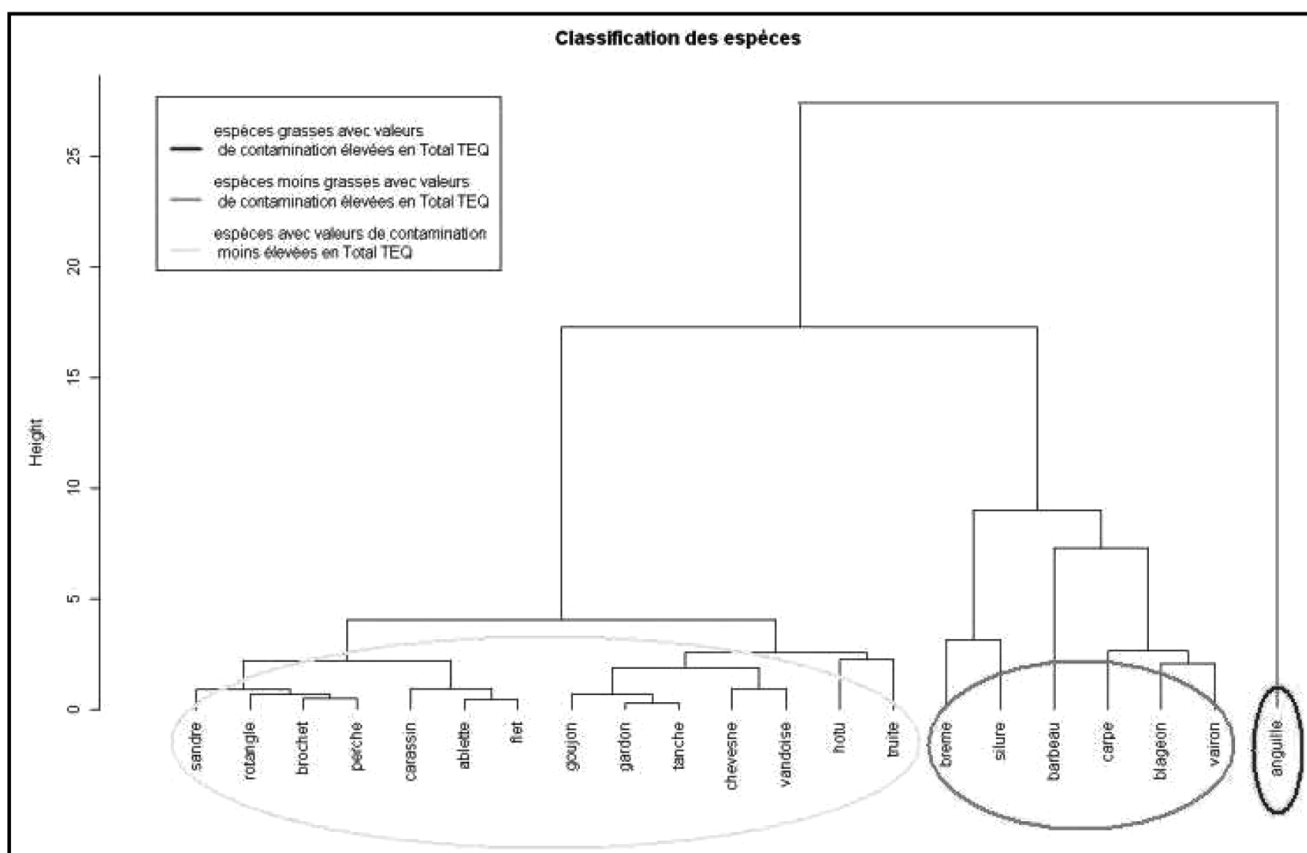 Classification des espèces
espèces grasses avec valeurs
de contamination élevées en Total TEQ
espèces moins grasses avec valeurs
de contamination élevées en Total TEQ
espèces avec valeurs de contamination
moins élevées en Total TEQ
Height
25
20
15
10
5
0
sandre
rotangle
brochet
perche
carassin
ablette
flet
goujon
gardon
tanche
chevesne
vandoise
hotu
truite
breme
silure
barbeau
carpe
blageon
vairon
anguille